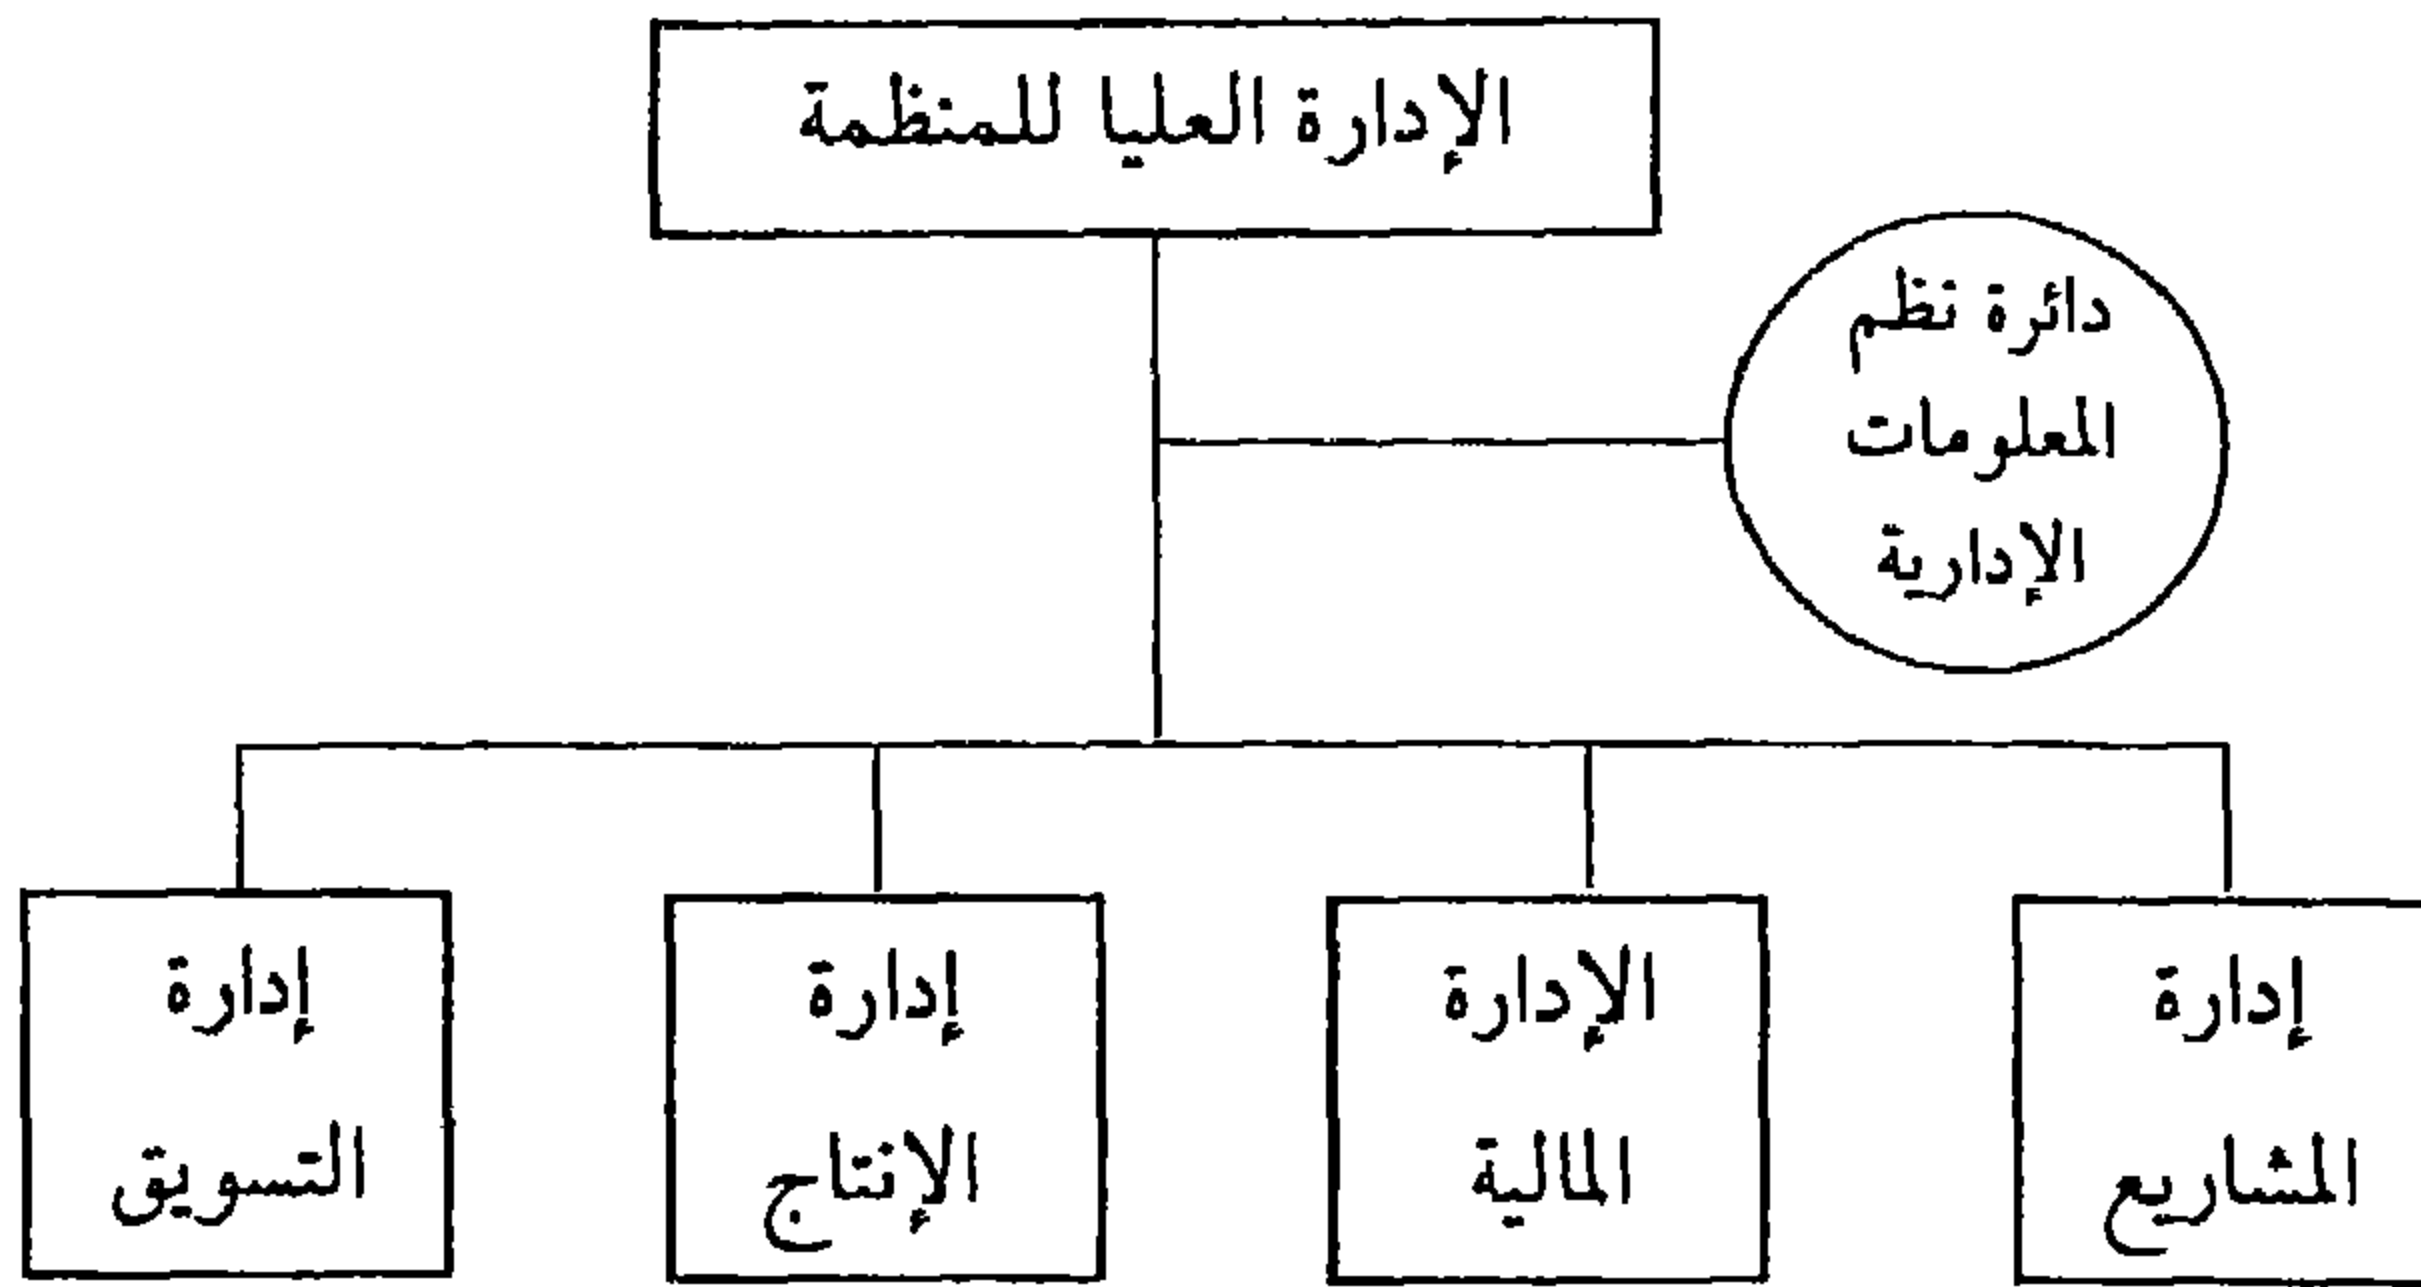 الإدارة العليا للمنظمة
دائرة نظم
المعلومات
الإدارية
إدارة
المشاريع
الإدارة
المالية
إدارة
الإنتاج
إدارة
التسويق